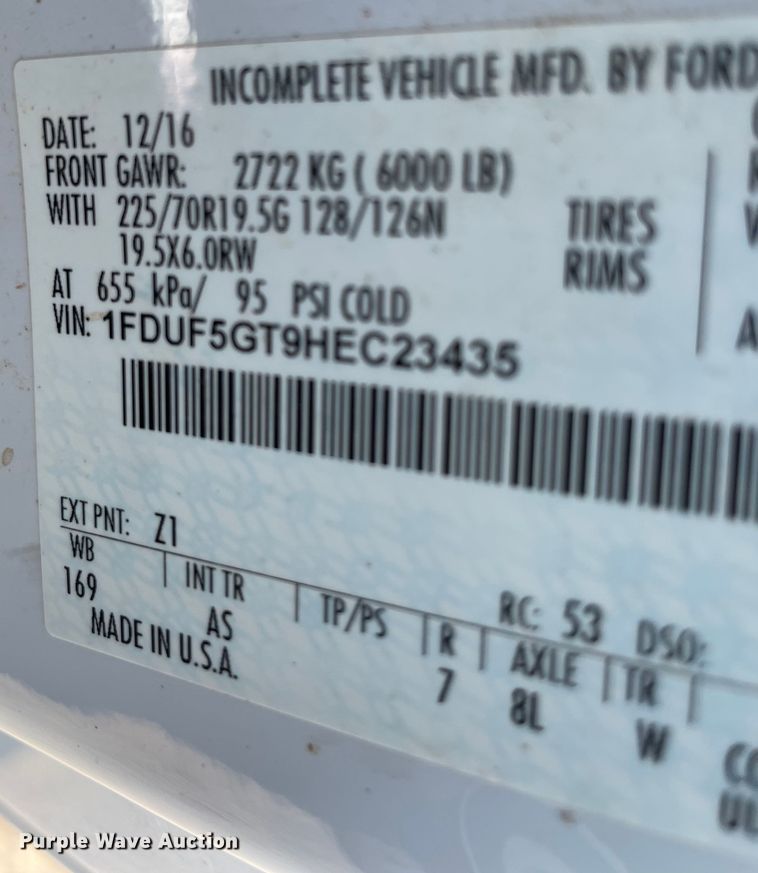 INCOMPLETE VEHICLE MFD. BY FORD
DATE: 12/16
FRONT GAWR: 2722 KG ( 6000 LB)
WITH 225/70R19.5G 128/126N TIRES
19.5X6.0RW RIMS
AT 655 kPa/ 95 PSI COLD
VIN: 1FDUF5GT9HEC23435
EXT PNT: Z1 RC: 53 DSO:
WB INT TR TP/PS R AXLE TR
169 AS 7 8L W
MADE IN U.S.A.
Purple Wave Auction